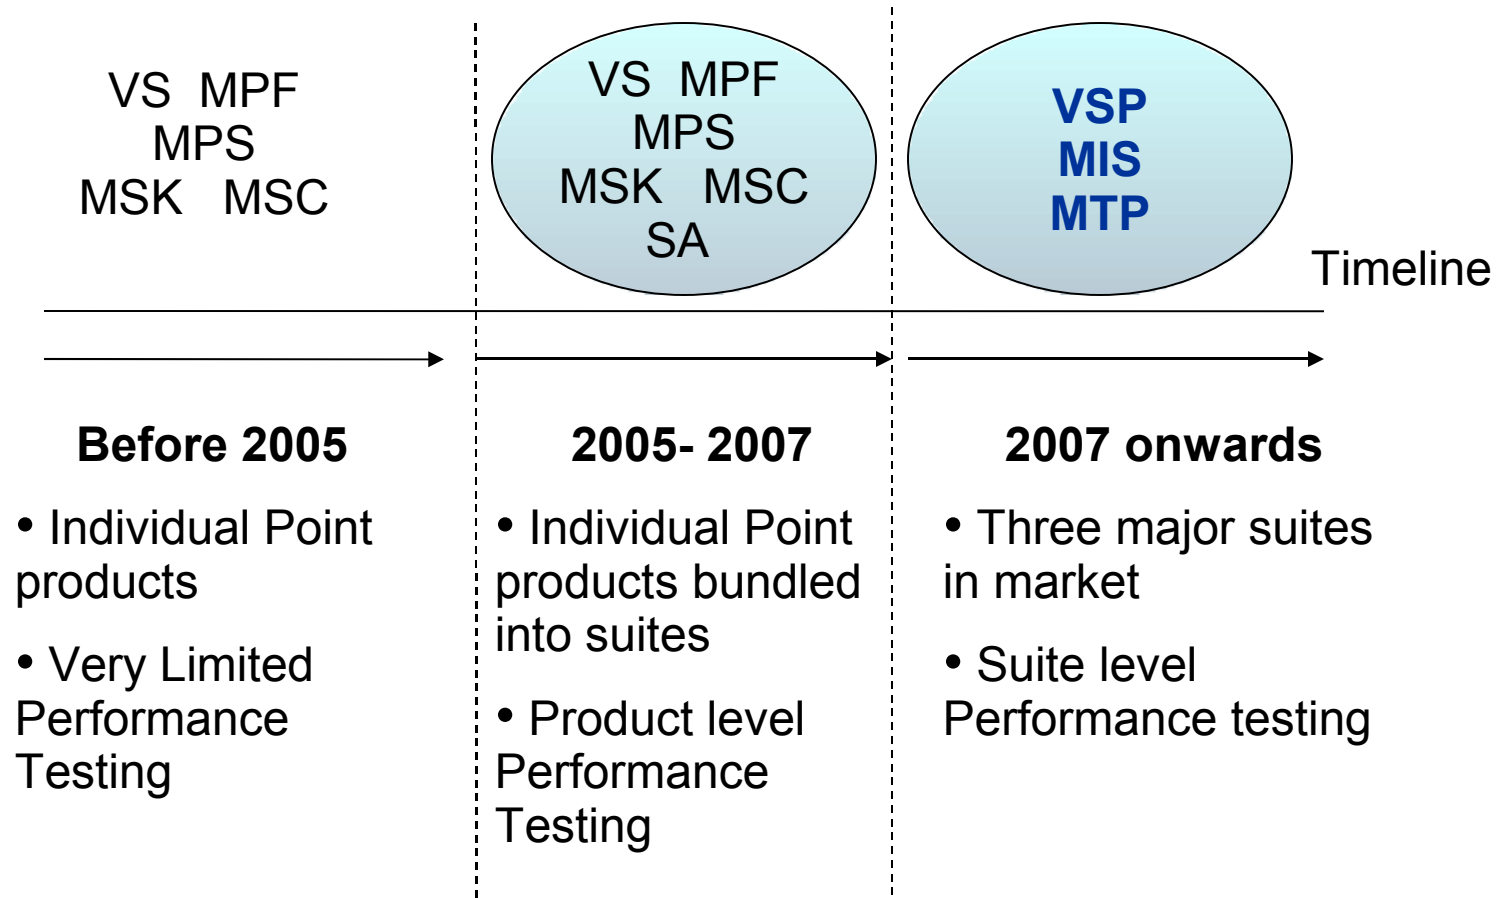 VS MPF
MPS
MSK MSC
VS MPF
MPS
MSK MSC
SA
VSP
MIS
MTP
Timeline
Before 2005
• Individual Point
products
• Very Limited
Performance
Testing
2005- 2007
• Individual Point
products bundled
into suites
• Product level
Performance
Testing
2007 onwards
• Three major suites
in market
• Suite level
Performance testing